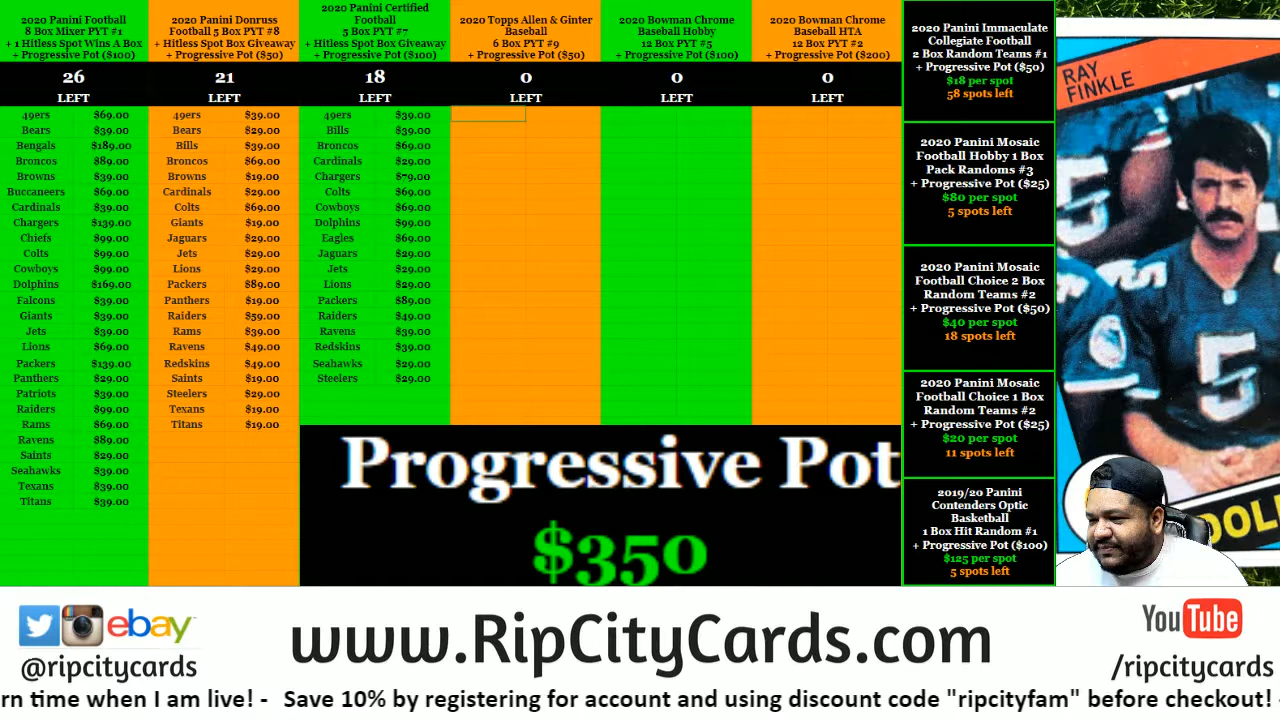 2020 Panini Football
8 Box Mixer PYT #1
+ 1 Hitless Spot Wins A Box
+ Progressive Pot ($100)
26
LEFT
49ers $69.00
Bears $39.00
Bengals $189.00
Broncos $89.00
Browns $39.00
Buccaneers $69.00
Cardinals $39.00
Chargers $139.00
Chiefs $99.00
Colts $99.00
Cowboys $99.00
Dolphins $169.00
Falcons $39.00
Giants $39.00
Jets $39.00
Lions $69.00
Packers $139.00
Panthers $29.00
Patriots $39.00
Raiders $99.00
Rams $69.00
Ravens $89.00
Saints $29.00
Seahawks $39.00
Texans $39.00
Titans $39.00
2020 Panini Donruss
Football 5 Box PYT #8
+ Hitless Spot Box Giveaway
+ Progressive Pot ($50)
21
LEFT
49ers $39.00
Bears $29.00
Bills $39.00
Broncos $69.00
Browns $19.00
Cardinals $29.00
Colts $69.00
Giants $19.00
Jaguars $29.00
Jets $29.00
Lions $29.00
Packers $89.00
Panthers $19.00
Raiders $59.00
Rams $39.00
Ravens $49.00
Redskins $49.00
Saints $19.00
Steelers $29.00
Texans $19.00
Titans $19.00
2020 Panini Certified
Football
5 Box PYT #7
+ Hitless Spot Box Giveaway
+ Progressive Pot ($100)
18
LEFT
49ers $39.00
Bills $39.00
Broncos $69.00
Cardinals $29.00
Chargers $79.00
Colts $69.00
Cowboys $69.00
Dolphins $99.00
Eagles $69.00
Jaguars $29.00
Jets $29.00
Lions $29.00
Packers $89.00
Raiders $49.00
Ravens $39.00
Redskins $39.00
Seahawks $29.00
Steelers $29.00
2020 Topps Allen & Ginter
Baseball
6 Box PYT #9
+ Progressive Pot ($50)
0
LEFT
2020 Bowman Chrome
Baseball Hobby
12 Box PYT #5
+ Progressive Pot ($100)
0
LEFT
2020 Bowman Chrome
Baseball HTA
12 Box PYT #2
+ Progressive Pot ($200)
0
LEFT
Progressive Pot
$350
2020 Panini Immaculate
Collegiate Football
2 Box Random Teams #1
+ Progressive Pot ($50)
$18 per spot
58 spots left
2020 Panini Mosaic
Football Hobby 1 Box
Pack Randoms #3
+ Progressive Pot ($25)
$80 per spot
5 spots left
2020 Panini Mosaic
Football Choice 2 Box
Random Teams #2
+ Progressive Pot ($50)
$40 per spot
18 spots left
2020 Panini Mosaic
Football Choice 1 Box
Random Teams #2
+ Progressive Pot ($25)
$20 per spot
11 spots left
2019/20 Panini
Contenders Optic
Basketball
1 Box Hit Random #1
+ Progressive Pot ($100)
$125 per spot
5 spots left
RAY
FINKLE
5
5
DOL
ebay
@ripcitycards
www.RipCityCards.com
YouTube
/ripcitycards
rn time when I am live! - Save 10% by registering for account and using discount code "ripcityfam" before checkout! -